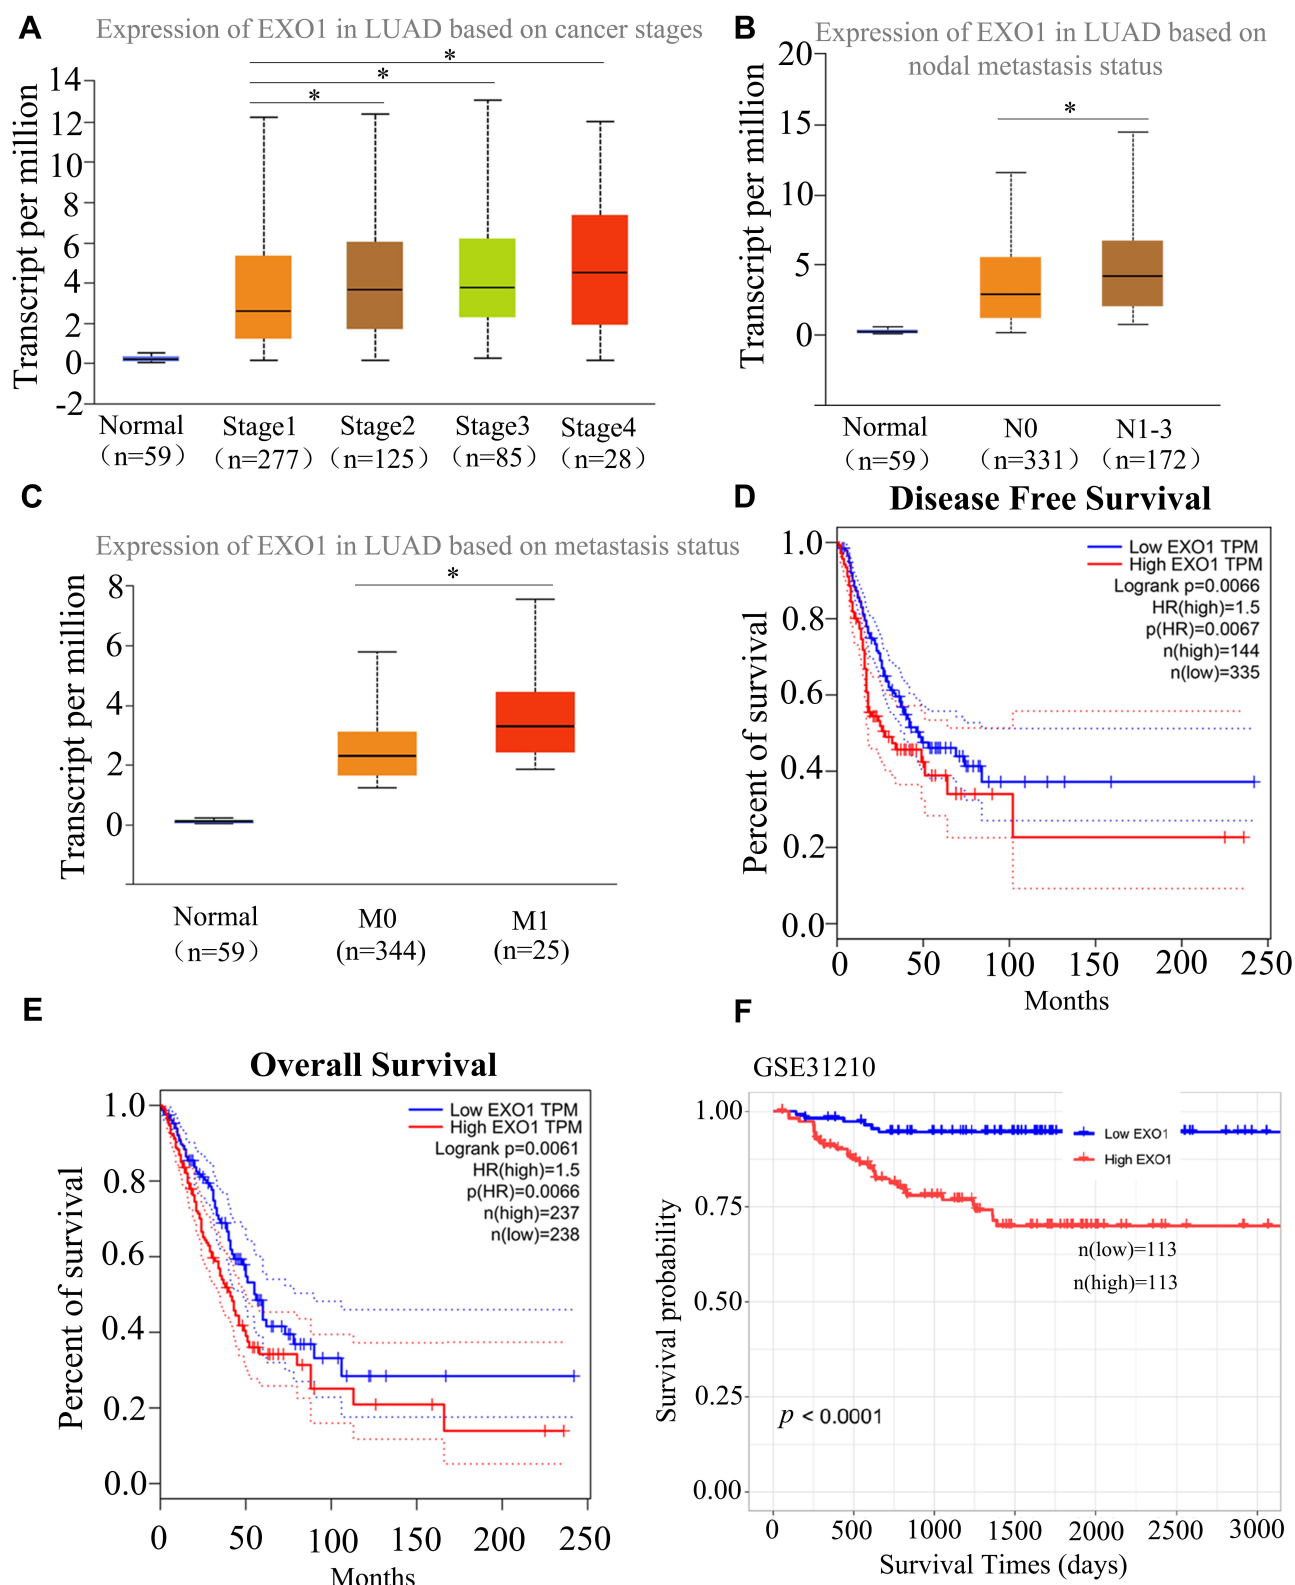 A
Expression of EXO1 in LUAD based on cancer stages
Transcript per million
14
12
10
8
6
4
2
0
-2
*
*
*
Normal Stage1 Stage2 Stage3 Stage4
(n=59) (n=277) (n=125) (n=85) (n=28)
B
Expression of EXO1 in LUAD based on
nodal metastasis status
Transcript per million
20
15
10
5
0
*
Normal N0 N1-3
(n=59) (n=331) (n=172)
C
Expression of EXO1 in LUAD based on metastasis status
Transcript per million
8
6
4
2
0
*
Normal M0 M1
(n=59) (n=344) (n=25)
D
Disease Free Survival
Percent of survival
1.0
0.8
0.6
0.4
0.2
0.0
Low EXO1 TPM
High EXO1 TPM
Logrank p=0.0066
HR(high)=1.5
p(HR)=0.0067
n(high)=144
n(low)=335
0 50 100 150 200 250
Months
E
Overall Survival
Percent of survival
1.0
0.8
0.6
0.4
0.2
0.0
Low EXO1 TPM
High EXO1 TPM
Logrank p=0.0061
HR(high)=1.5
p(HR)=0.0066
n(high)=237
n(low)=238
0 50 100 150 200 250
Months
F
GSE31210
Survival probability
1.00
0.75
0.50
0.25
0.00
Low EXO1
High EXO1
n(low)=113
n(high)=113
p < 0.0001
0 500 1000 1500 2000 2500 3000
Survival Times (days)